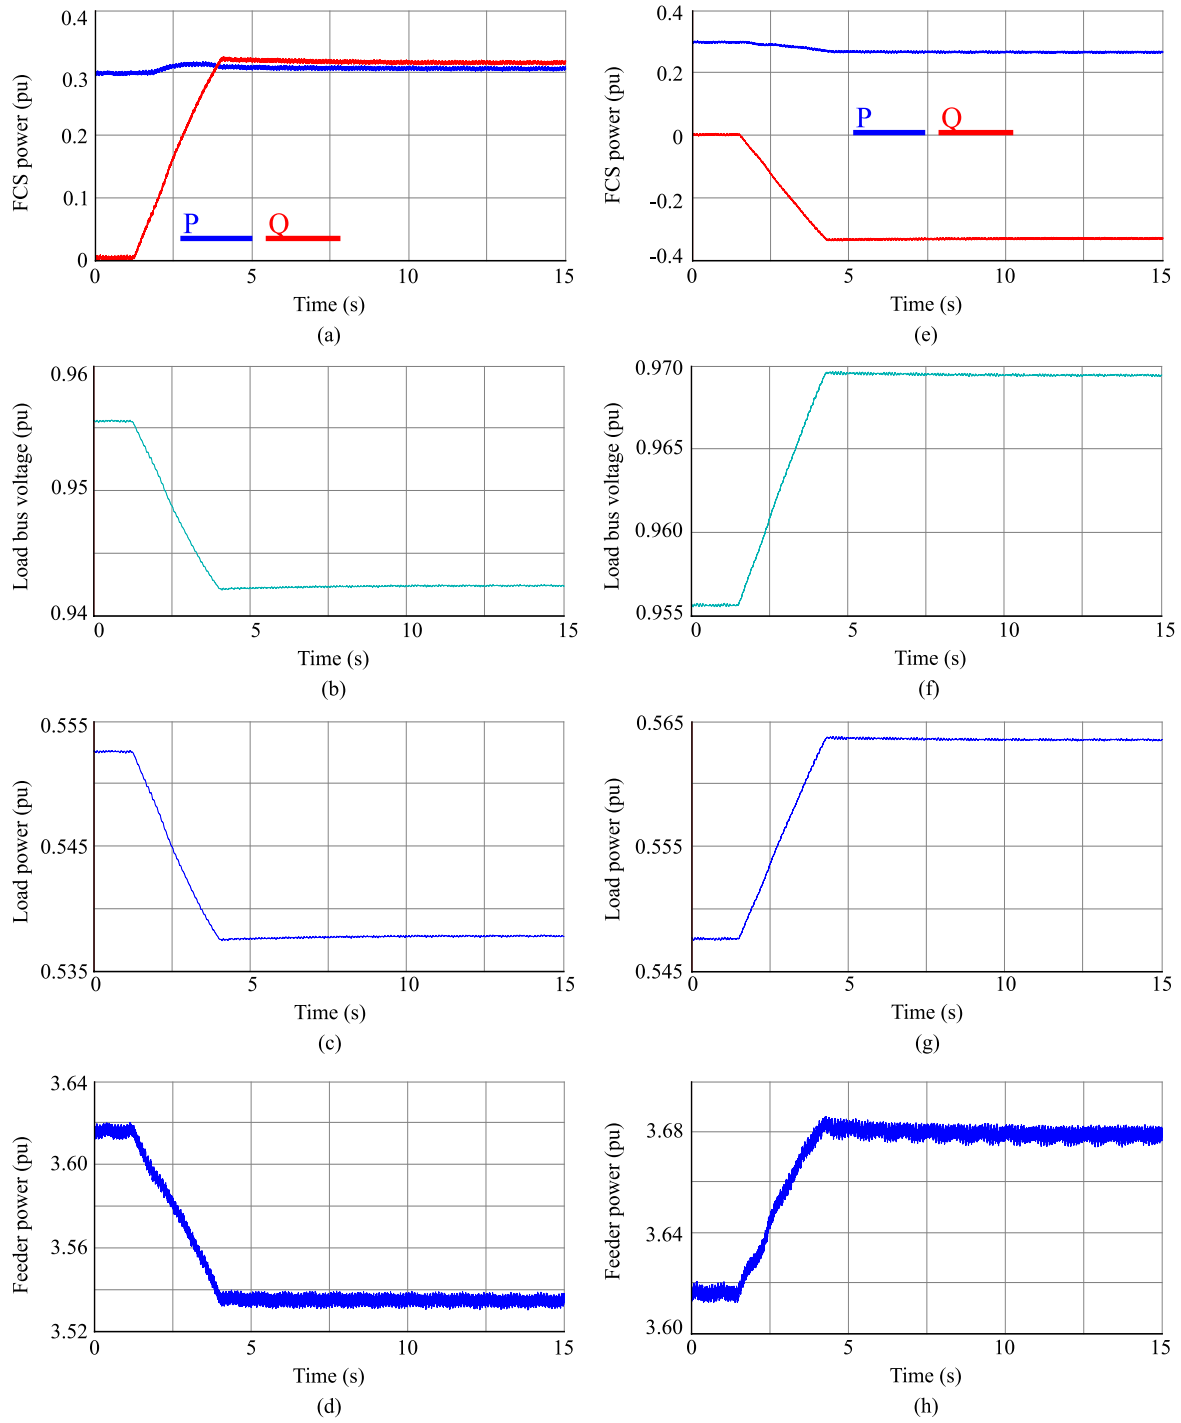 0.4
0.3
0.2
0.1
0
FCS power (pu)
P
Q
0
5
10
15
Time (s)
(a)
0.4
0.2
0
-0.2
-0.4
FCS power (pu)
P
Q
0
5
10
15
Time (s)
(e)
0.96
0.95
0.94
Load bus voltage (pu)
0
5
10
15
Time (s)
(b)
0.970
0.965
0.960
0.955
Load bus voltage (pu)
0
5
10
15
Time (s)
(f)
0.555
0.545
0.535
Load power (pu)
0
5
10
15
Time (s)
(c)
0.565
0.555
0.545
Load power (pu)
0
5
10
15
Time (s)
(g)
3.64
3.60
3.56
3.52
Feeder power (pu)
0
5
10
15
Time (s)
(d)
3.68
3.64
3.60
Feeder power (pu)
0
5
10
15
Time (s)
(h)